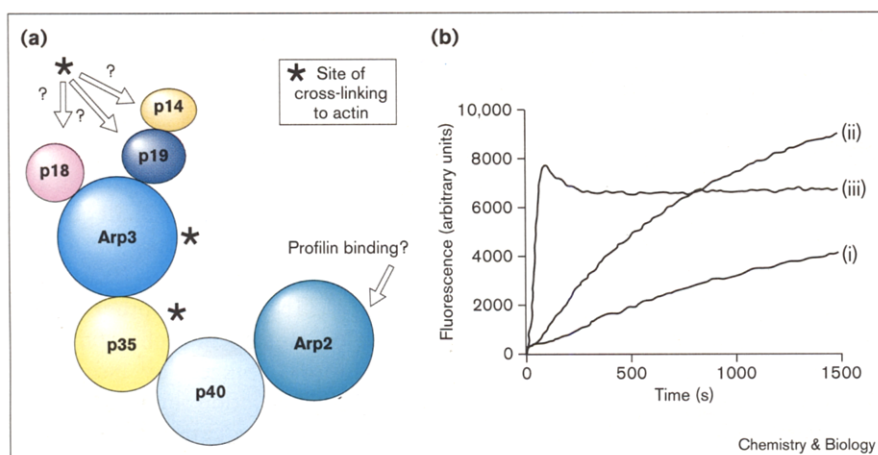 (a)
?
?
?
p14
p19
p18
Arp3
p35
p40
Arp2
Profilin binding?
* Site of
cross-linking
to actin
(b)
Fluorescence (arbitrary units)
10,000
8000
6000
4000
2000
0
0
500
1000
1500
Time (s)
(ii)
(iii)
(i)
Chemistry & Biology